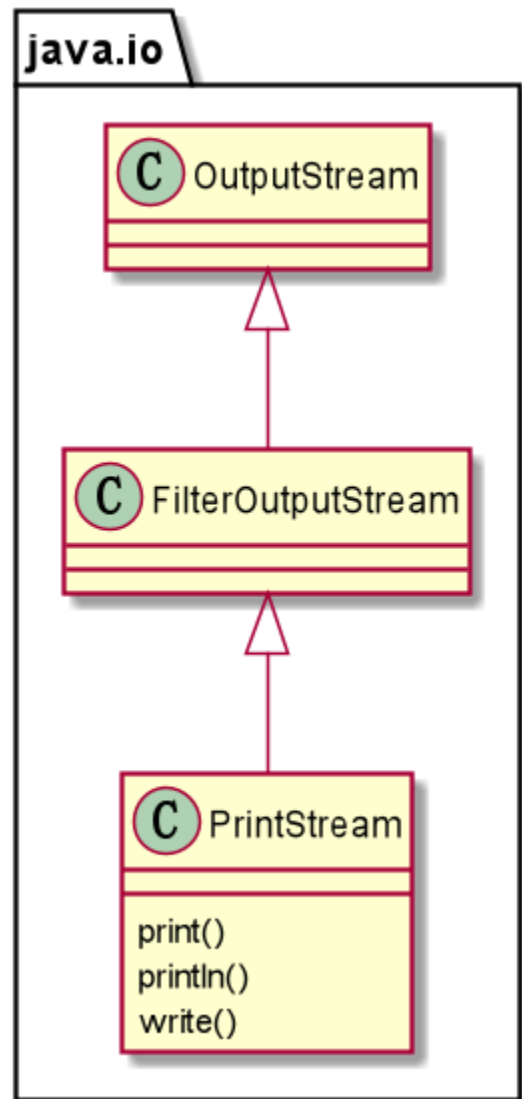 java.io
C OutputStream
C FilterOutputStream
C PrintStream
print()
println()
write()